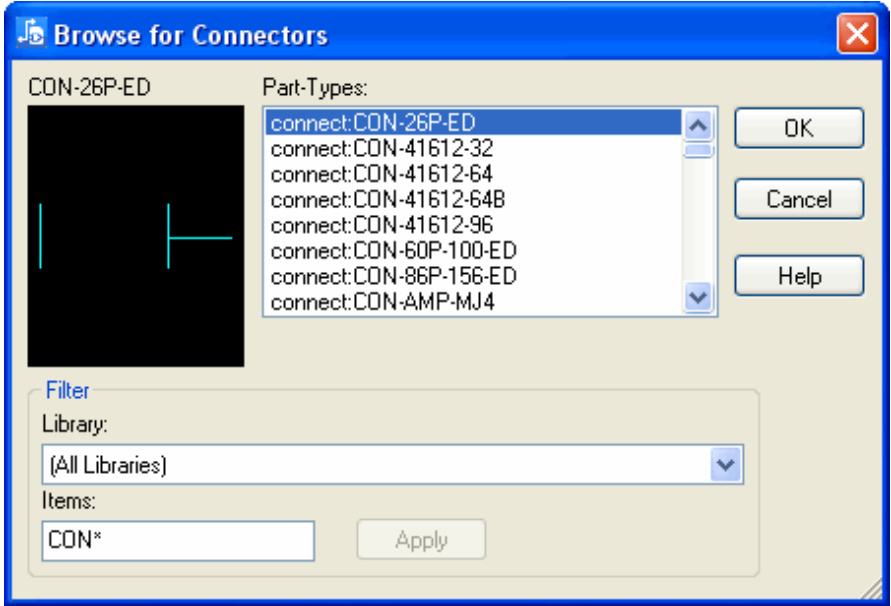 Browse for Connectors
CON-26P-ED
Part-Types:
connect:CON-26P-ED
connect:CON-41612-32
connect:CON-41612-64
connect:CON-41612-64B
connect:CON-41612-96
connect:CON-60P-100-ED
connect:CON-86P-156-ED
connect:CON-AMP-MJ4
OK
Cancel
Help
Filter
Library:
(All Libraries)
Items:
CON*
Apply